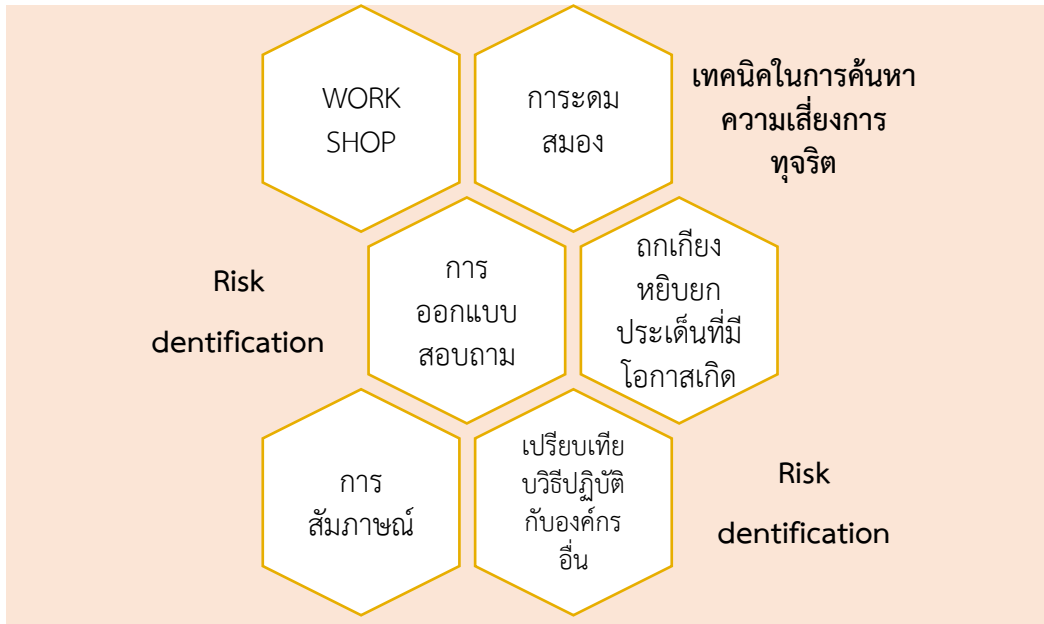 WORK
SHOP
การะดม
สมอง
เทคนิคในการค้นหา
ความเสี่ยงการ
ทุจริต
Risk
dentification
การ
ออกแบบ
สอบถาม
ถกเถียง
หยิบยก
ประเด็นที่มี
โอกาสเกิด
การ
สัมภาษณ์
เปรียบเทีย
บวิธีปฏิบัติ
กับองค์กร
อื่น
Risk
dentification